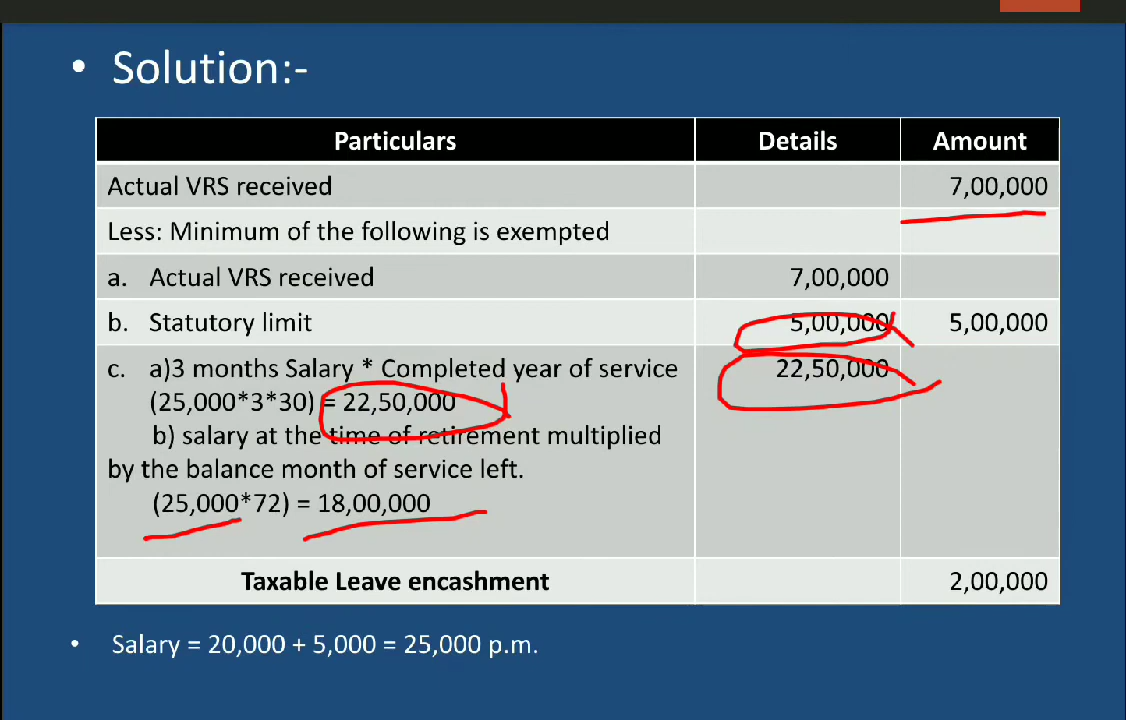 • Solution:-
Particulars Details Amount
Actual VRS received 7,00,000
Less: Minimum of the following is exempted
a. Actual VRS received 7,00,000
b. Statutory limit 5,00,000 5,00,000
c. a)3 months Salary * Completed year of service 22,50,000
(25,000*3*30) = 22,50,000
b) salary at the time of retirement multiplied
by the balance month of service left.
(25,000*72) = 18,00,000
Taxable Leave encashment 2,00,000
• Salary = 20,000 + 5,000 = 25,000 p.m.